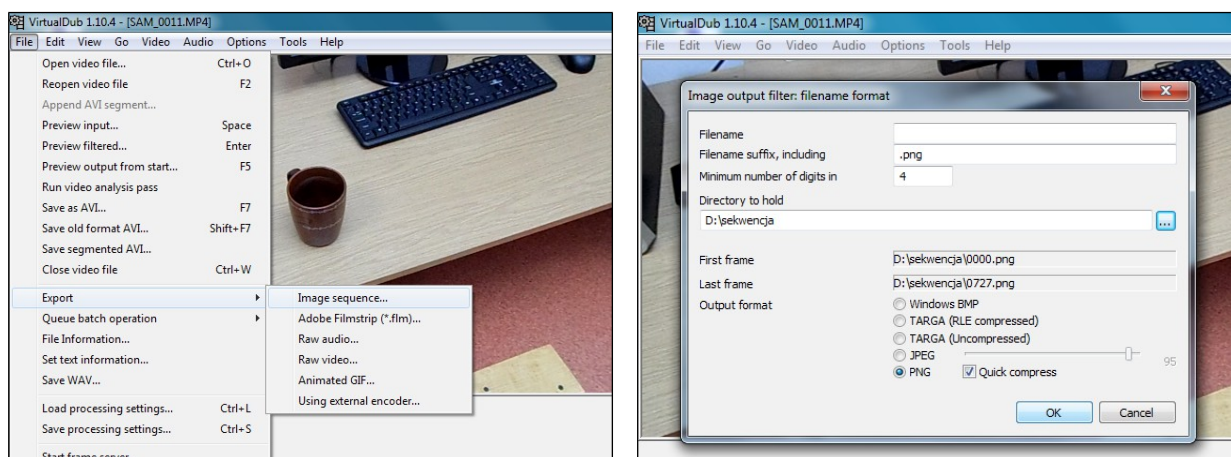 VirtualDub 1.10.4 - [SAM_0011.MP4]
File Edit View Go Video Audio Options Tools Help
Open video file... Ctrl+O
Reopen video file F2
Append AVI segment...
Preview input... Space
Preview filtered... Enter
Preview output from start... F5
Run video analysis pass
Save as AVI... F7
Save old format AVI... Shift+F7
Save segmented AVI...
Close video file Ctrl+W
Export
Queue batch operation
File Information...
Set text information...
Save WAV...
Load processing settings... Ctrl+L
Save processing settings... Ctrl+S
Start frame server...
Image sequence...
Adobe Filmstrip (*.flm)...
Raw audio...
Raw video...
Animated GIF...
Using external encoder...
VirtualDub 1.10.4 - [SAM_0011.MP4]
File Edit View Go Video Audio Options Tools Help
Image output filter: filename format
Filename
Filename suffix, including .png
Minimum number of digits in 4
Directory to hold
D:\sekwencja ...
First frame D:\sekwencja\0000.png
Last frame D:\sekwencja\0727.png
Output format Windows BMP
TARGA (RLE compressed)
TARGA (Uncompressed)
JPEG 95
PNG Quick compress
OK Cancel